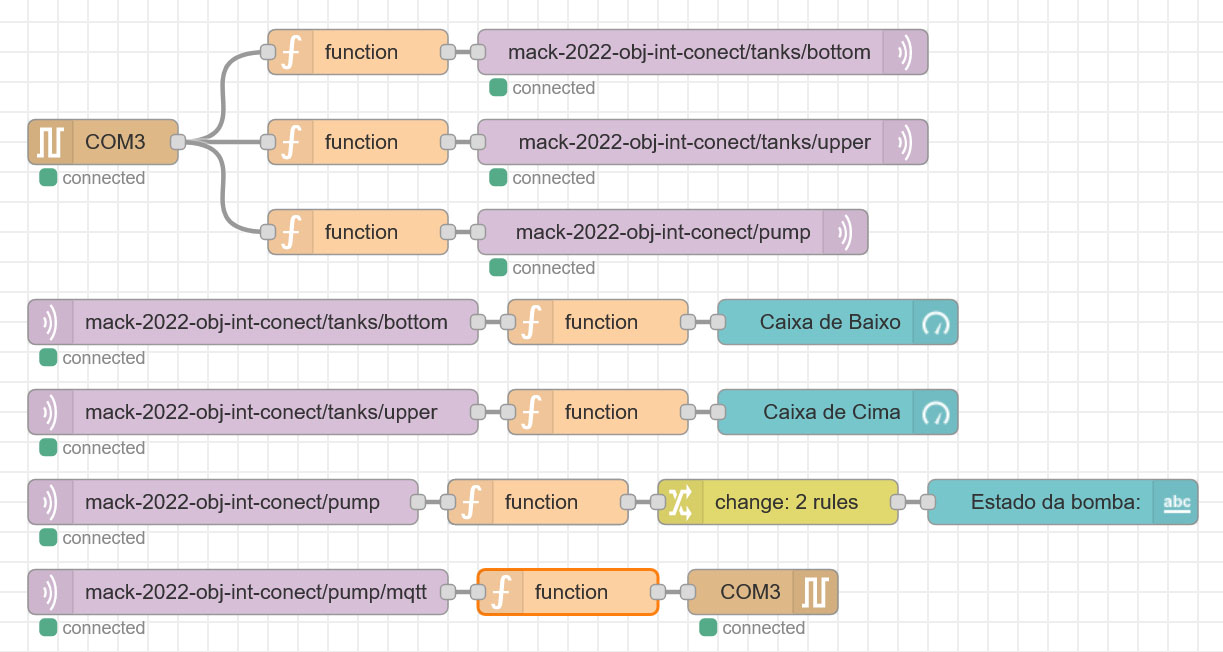 function
mack-2022-obj-int-conect/tanks/bottom
connected
COM3
connected
function
mack-2022-obj-int-conect/tanks/upper
connected
function
mack-2022-obj-int-conect/pump
connected
mack-2022-obj-int-conect/tanks/bottom
connected
function
Caixa de Baixo
mack-2022-obj-int-conect/tanks/upper
connected
function
Caixa de Cima
mack-2022-obj-int-conect/pump
connected
function
change: 2 rules
Estado da bomba:
abc
mack-2022-obj-int-conect/pump/mqtt
connected
function
COM3
connected